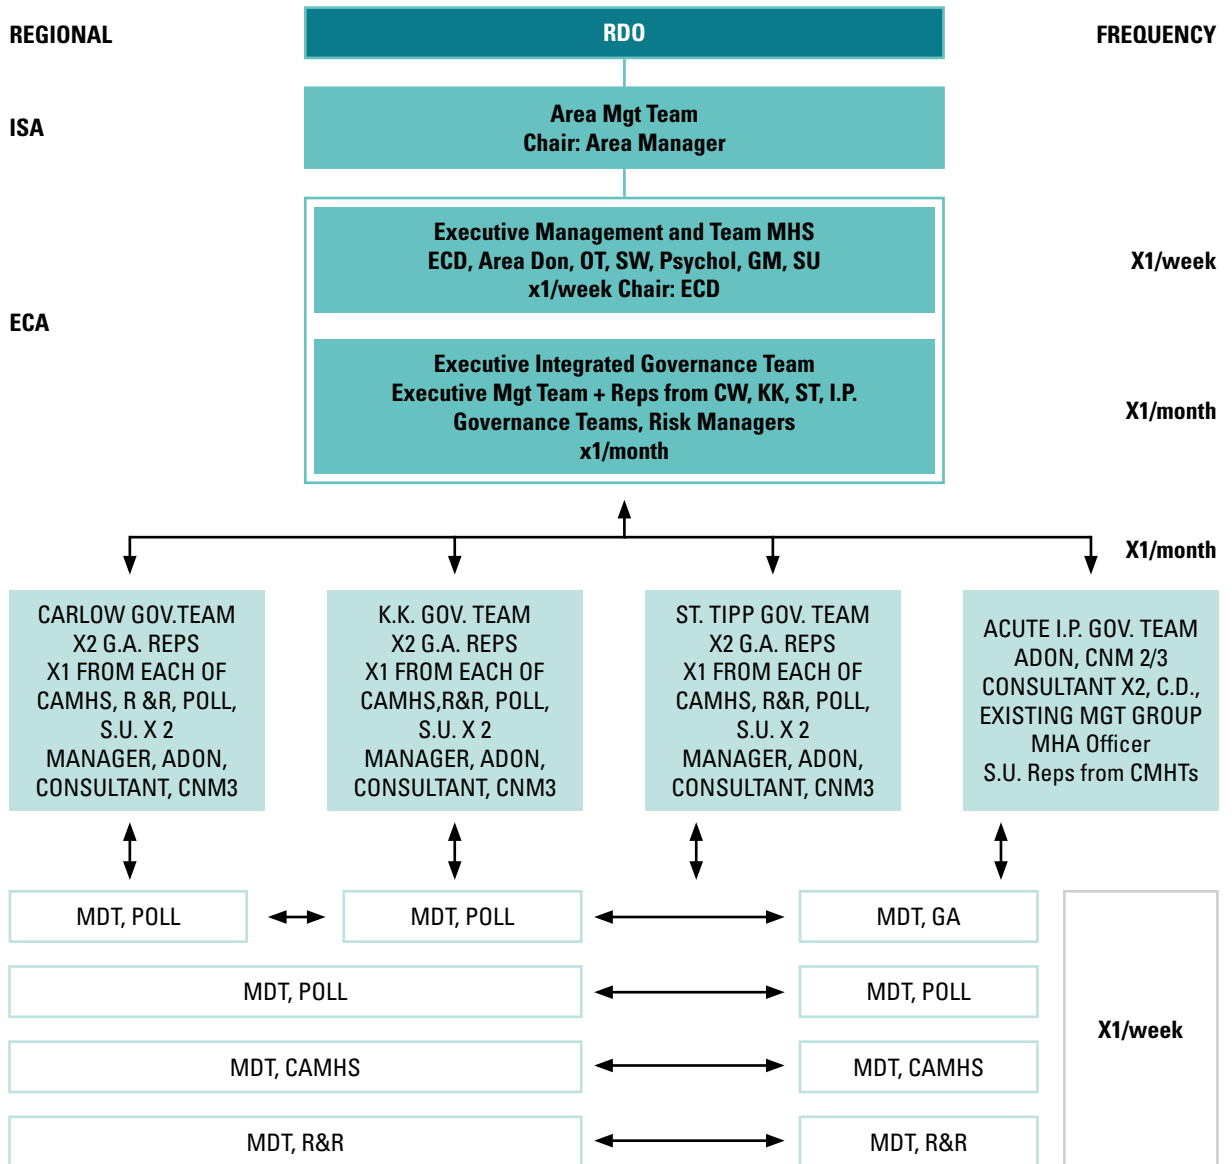 REGIONAL
RDO
FREQUENCY
ISA
Area Mgt Team
Chair: Area Manager
ECA
Executive Management and Team MHS
ECD, Area Don, OT, SW, Psychol, GM, SU
x1/week Chair: ECD
X1/week
Executive Integrated Governance Team
Executive Mgt Team + Reps from CW, KK, ST, I.P.
Governance Teams, Risk Managers
x1/month
X1/month
X1/month
CARLOW GOV.TEAM
X2 G.A. REPS
X1 FROM EACH OF
CAMHS, R &R, POLL,
S.U. X 2
MANAGER, ADON,
CONSULTANT, CNM3
K.K. GOV. TEAM
X2 G.A. REPS
X1 FROM EACH OF
CAMHS,R&R, POLL,
S.U. X 2
MANAGER, ADON,
CONSULTANT, CNM3
ST. TIPP GOV. TEAM
X2 G.A. REPS
X1 FROM EACH OF
CAMHS, R&R, POLL,
S.U. X 2
MANAGER, ADON,
CONSULTANT, CNM3
ACUTE I.P. GOV. TEAM
ADON, CNM 2/3
CONSULTANT X2, C.D.,
EXISTING MGT GROUP
MHA Officer
S.U. Reps from CMHTs
MDT, POLL
MDT, POLL
MDT, GA
MDT, POLL
MDT, POLL
MDT, CAMHS
MDT, CAMHS
MDT, R&R
MDT, R&R
X1/week